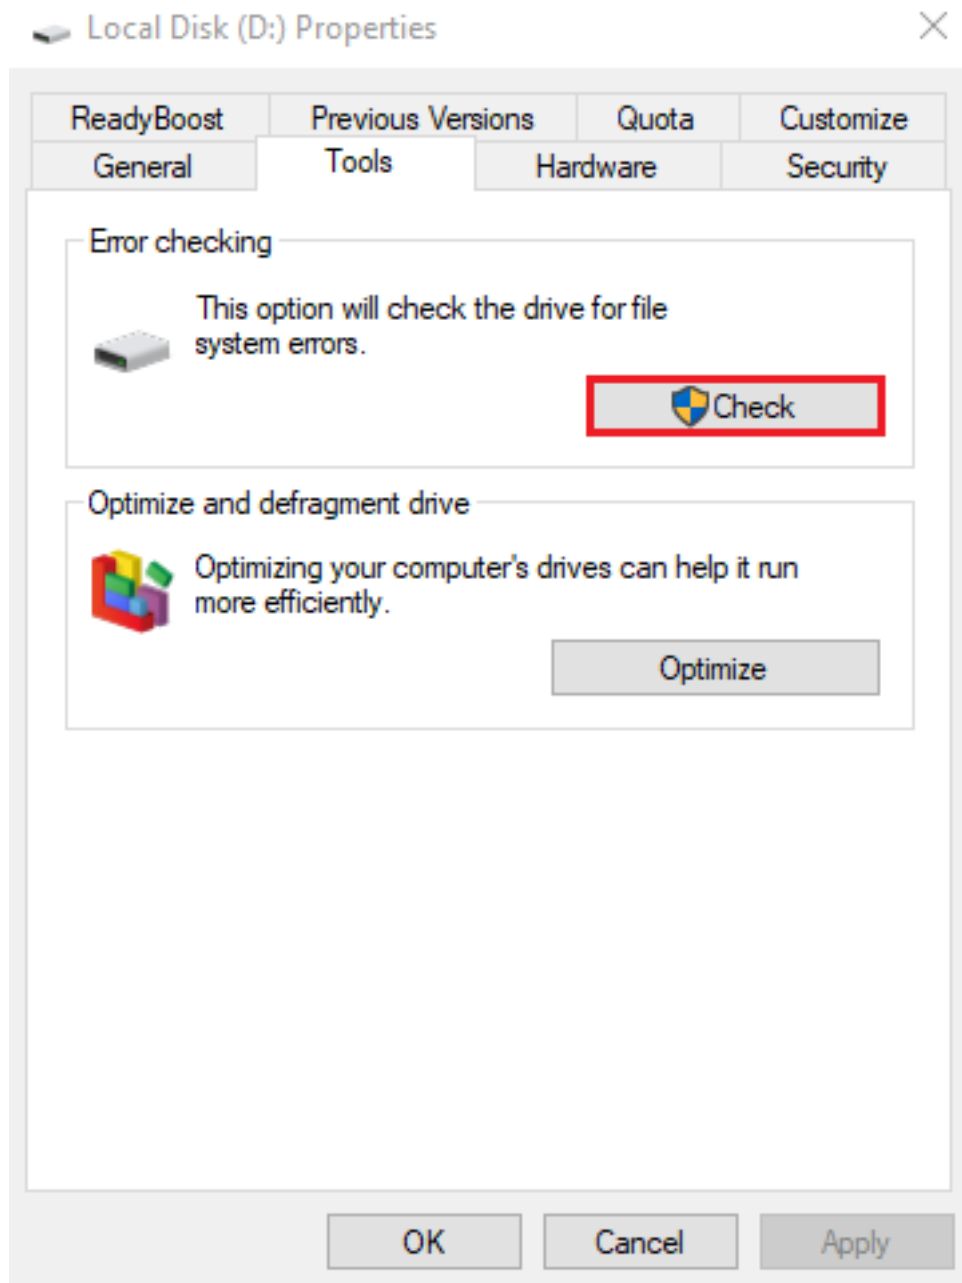 Local Disk (D:) Properties
ReadyBoost Previous Versions Quota Customize
General Tools Hardware Security
Error checking
This option will check the drive for file
system errors.
Check
Optimize and defragment drive
Optimizing your computer's drives can help it run
more efficiently.
Optimize
OK Cancel Apply